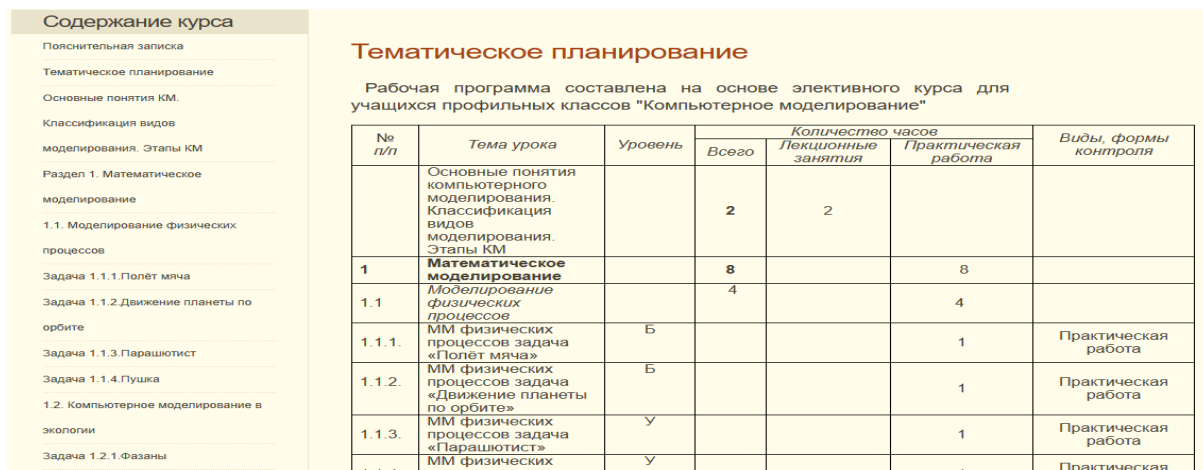 Содержание курса
Пояснительная записка
Тематическое планирование
Основные понятия КМ.
Классификация видов
моделирования. Этапы КМ
Раздел 1. Математическое
моделирование
1.1. Моделирование физических
процессов
Задача 1.1.1.Полёт мяча
Задача 1.1.2.Движение планеты по
орбите
Задача 1.1.3.Парашютист
Задача 1.1.4.Пушка
1.2. Компьютерное моделирование в
экологии
Задача 1.2.1.Фазаны
Тематическое планирование
Рабочая программа составлена на основе элективного курса для
учащихся профильных классов "Компьютерное моделирование"
№ п/п Тема урока Уровень Количество часов Виды, формы контроля
Всего Лекционные занятия Практическая работа
Основные понятия
компьютерного
моделирования.
Классификация
видов
моделирования.
Этапы КМ
2 2
1 Математическое
моделирование 8 8
1.1 Моделирование
физических
процессов 4 4
1.1.1. ММ физических
процессов задача
«Полёт мяча» Б 1 Практическая
работа
1.1.2. ММ физических
процессов задача
«Движение планеты
по орбите» Б 1 Практическая
работа
1.1.3. ММ физических
процессов задача
«Парашютист» У 1 Практическая
работа
ММ физических У Практическая